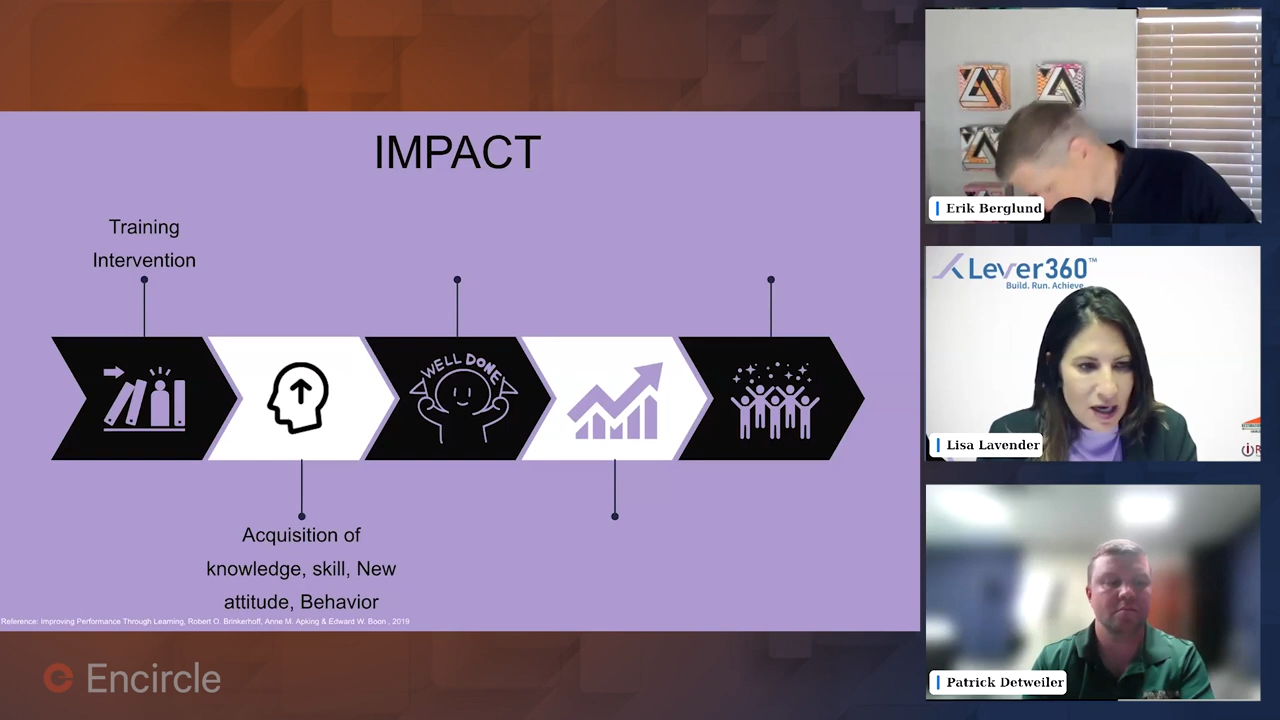 IMPACT
Training
Intervention
WELL DONE
Acquisition of
knowledge, skill, New
attitude, Behavior
Reference: Improving Performance Through Learning, Robert O. Brinkerhoff, Anne M. Apking & Edward W. Boon , 2019
Encircle
Erik Berglund
Lever360™
Build. Run. Achieve.
Lisa Lavender
Patrick Detweiler